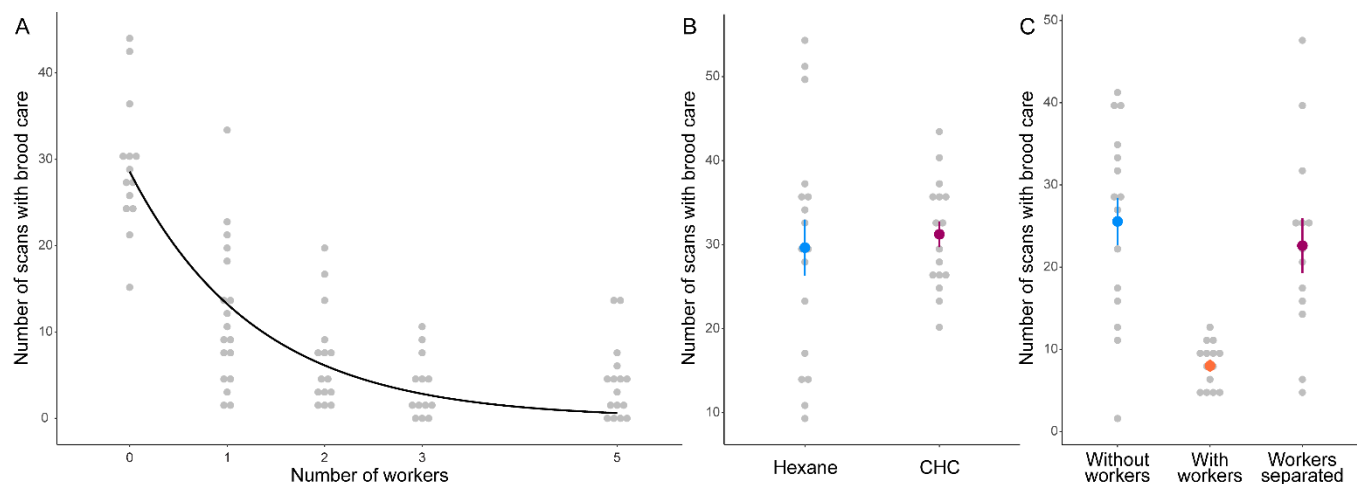 A
Number of scans with brood care
40
30
20
10
0
0 1 2 3 5
Number of workers
B
Number of scans with brood care
50
40
30
20
10
Hexane CHC
C
Number of scans with brood care
50
40
30
20
10
0
Without workers
With workers
Workers separated